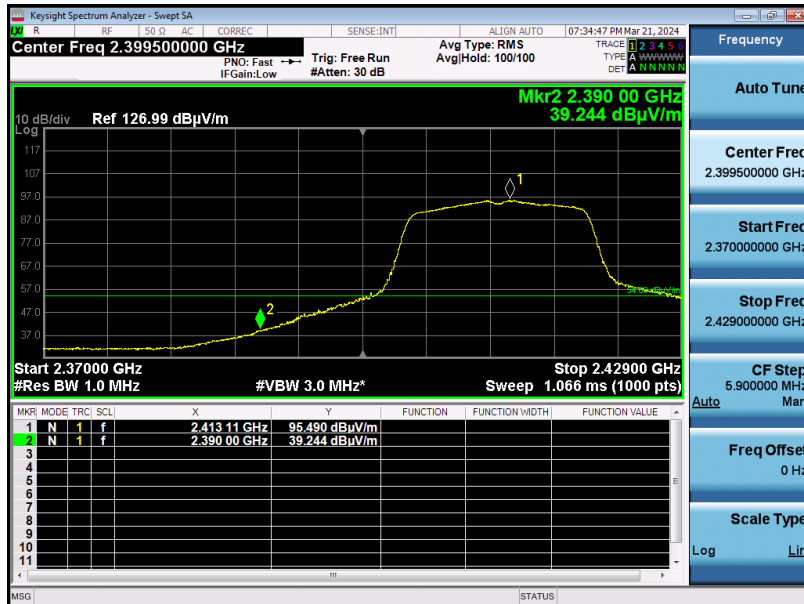 Keysight Spectrum Analyzer - Swept SA
LXI R RF 50 Ω AC CORREC SENSE:INT ALIGN AUTO 07:34:47 PM Mar 21, 2024
Center Freq 2.399500000 GHz
PNO: Fast
IFGain:Low
Trig: Free Run
#Atten: 30 dB
Avg Type: RMS
Avg|Hold: 100/100
TRACE 1 2 3 4 5 6
TYPE A WWWWW
DET A N N N N N
Mkr2 2.390 00 GHz
39.244 dBµV/m
10 dB/div Ref 126.99 dBµV/m
Log
117
107
97.0
87.0
77.0
67.0
57.0
47.0
37.0
1
2
Start 2.37000 GHz Stop 2.42900 GHz
#Res BW 1.0 MHz #VBW 3.0 MHz* Sweep 1.066 ms (1000 pts)
MKR MODE TRC SCL X Y FUNCTION FUNCTION WIDTH FUNCTION VALUE
1 N 1 f 2.413 11 GHz 95.490 dBµV/m
2 N 1 f 2.390 00 GHz 39.244 dBµV/m
3
4
5
6
7
8
9
10
11
MSG STATUS
Frequency
Auto Tune
Center Freq
2.399500000 GHz
Start Freq
2.370000000 GHz
Stop Freq
2.429000000 GHz
CF Step
5.900000 MHz
Auto Man
Freq Offset
0 Hz
Scale Type
Log Lin